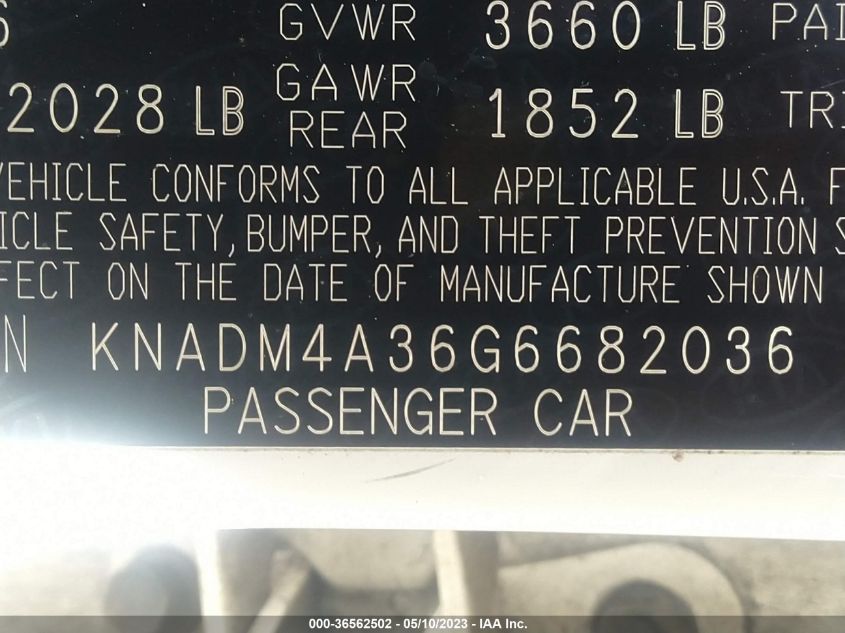 6 GVWR 3660 LB
2028 LB GAWR REAR 1852 LB
VEHICLE CONFORMS TO ALL APPLICABLE U.S.A. F
ICLE SAFETY, BUMPER, AND THEFT PREVENTION S
FECT ON THE DATE OF MANUFACTURE SHOWN
N KNADM4A36G6682036
PASSENGER CAR
000-36562502 - 05/10/2023 - IAA Inc.